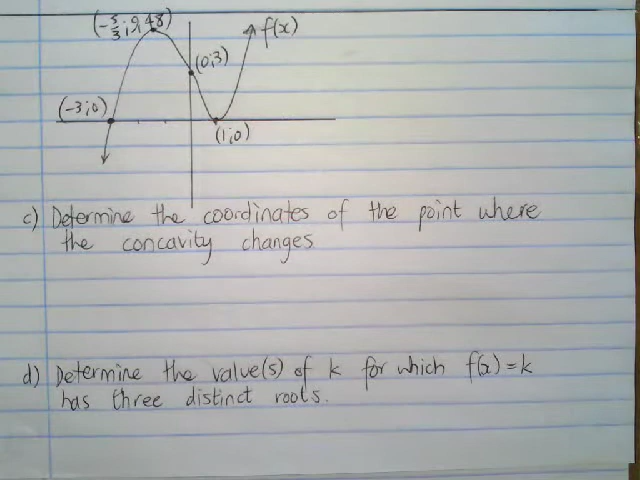 (-5/3 ; 9,48)
f(x)
(0;3)
(-3;0)
(1;0)
c) Determine the coordinates of the point where
the concavity changes
d) Determine the value(s) of k for which f(x)=k
has three distinct roots.